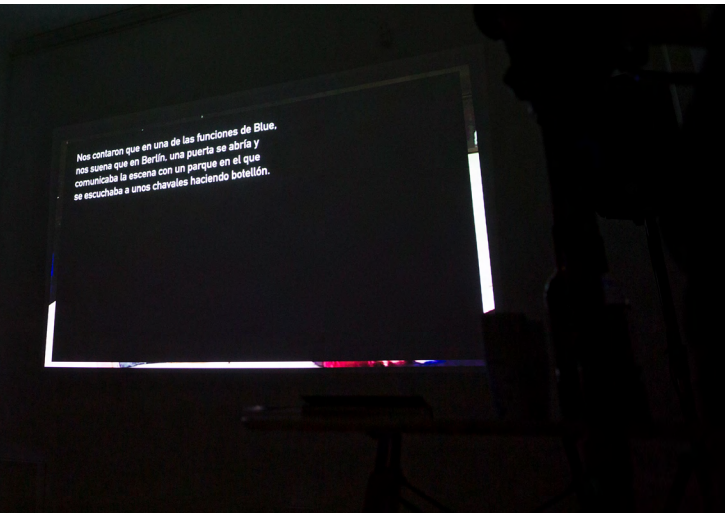 Nos contaron que en una de las funciones de Blue,
nos suena que en Berlín, una puerta se abría y
comunicaba la escena con un parque en el que
se escuchaba a unos chavales haciendo botellón.